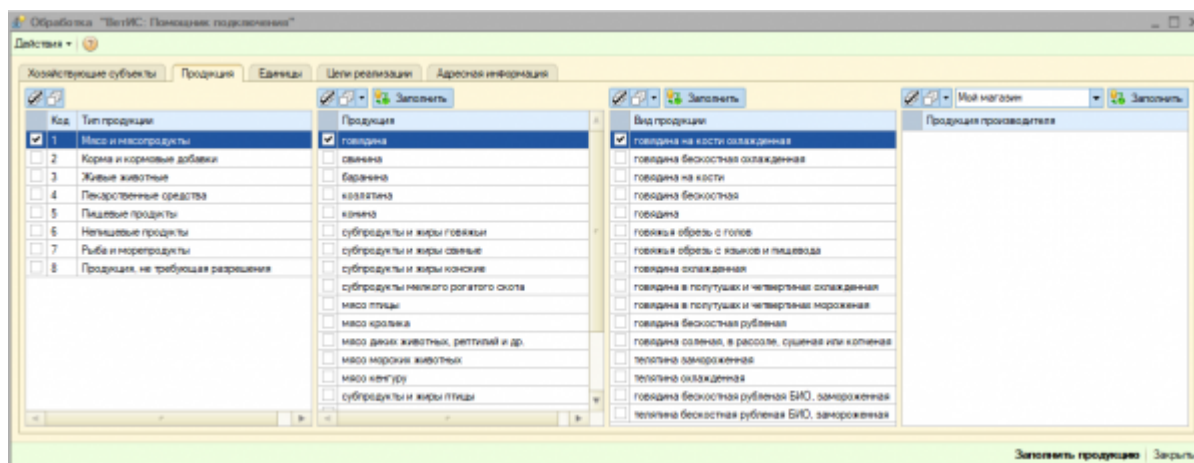 Обработка "ВетИС: Помощник подключения"
Действия
Хозяйствующие субъекты Продукция Единицы Цели реализации Адресная информация
Заполнить Заполнить Мой магазин Заполнить
Код Тип продукции
1 Мясо и мясопродукты
2 Корма и кормовые добавки
3 Живые животные
4 Лекарственные средства
5 Пищевые продукты
6 Непищевые продукты
7 Рыба и морепродукты
8 Продукция, не требующая разрешения
Продукция
говядина
свинина
баранина
козлятина
конина
субпродукты и жиры говяжьи
субпродукты и жиры свиные
субпродукты и жиры конские
субпродукты мелкого рогатого скота
мясо птицы
мясо кролика
мясо диких животных, рептилий и др.
мясо морских животных
мясо кенгуру
субпродукты и жиры птицы
Вид продукции
говядина на кости охлажденная
говядина бескостная охлажденная
говядина на кости
говядина бескостная
говядина
говяжья обрезь с голов
говяжья обрезь с языков и пищевода
говядина охлажденная
говядина в полутушах и четвертинах охлажденная
говядина в полутушах и четвертинах мороженая
говядина бескостная рубленая
говядина соленая, в рассоле, сушеная или копченая
телятина замороженная
телятина охлажденная
говядина бескостная рубленая БИО, замороженная
телятина бескостная рубленая БИО, замороженная
Продукция производителя
Заполнить продукцию Закрыть